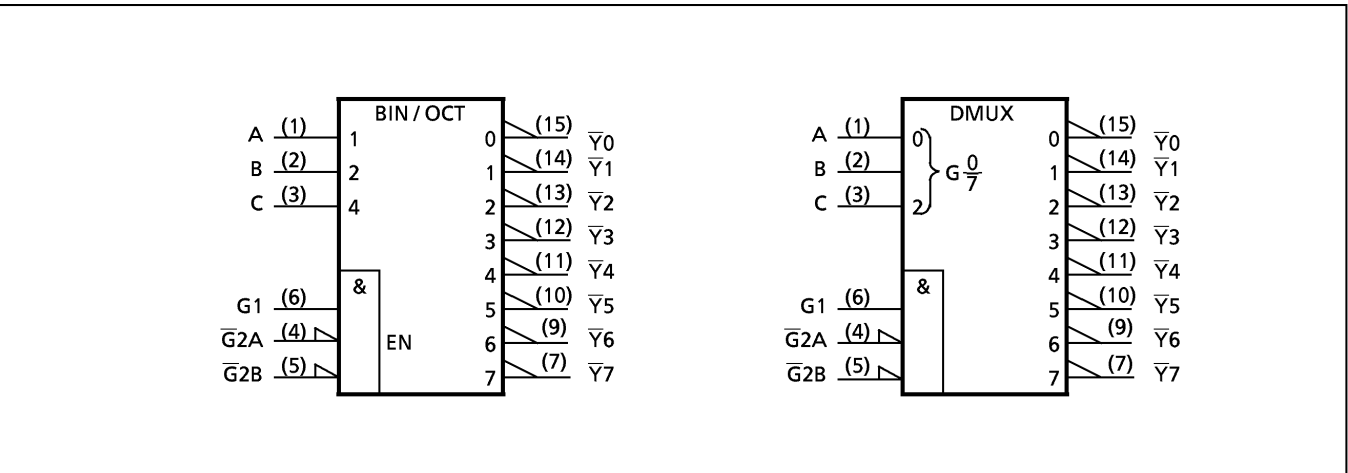 BIN / OCT
A (1) 1 0 (15) Y̅0
B (2) 2 1 (14) Y̅1
C (3) 4 2 (13) Y̅2
3 (12) Y̅3
& 4 (11) Y̅4
G1 (6) 5 (10) Y̅5
G̅2A (4) EN 6 (9) Y̅6
G̅2B (5) 7 (7) Y̅7
DMUX
A (1) 0 0 (15) Y̅0
B (2) G 0/7 1 (14) Y̅1
C (3) 2 2 (13) Y̅2
3 (12) Y̅3
& 4 (11) Y̅4
G1 (6) 5 (10) Y̅5
G̅2A (4) 6 (9) Y̅6
G̅2B (5) 7 (7) Y̅7